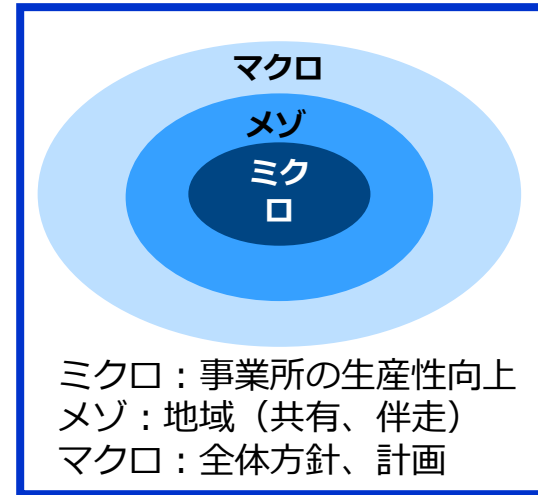 マクロ
メゾ
ミク
ロ
ミクロ：事業所の生産性向上
メゾ：地域（共有、伴走）
マクロ：全体方針、計画